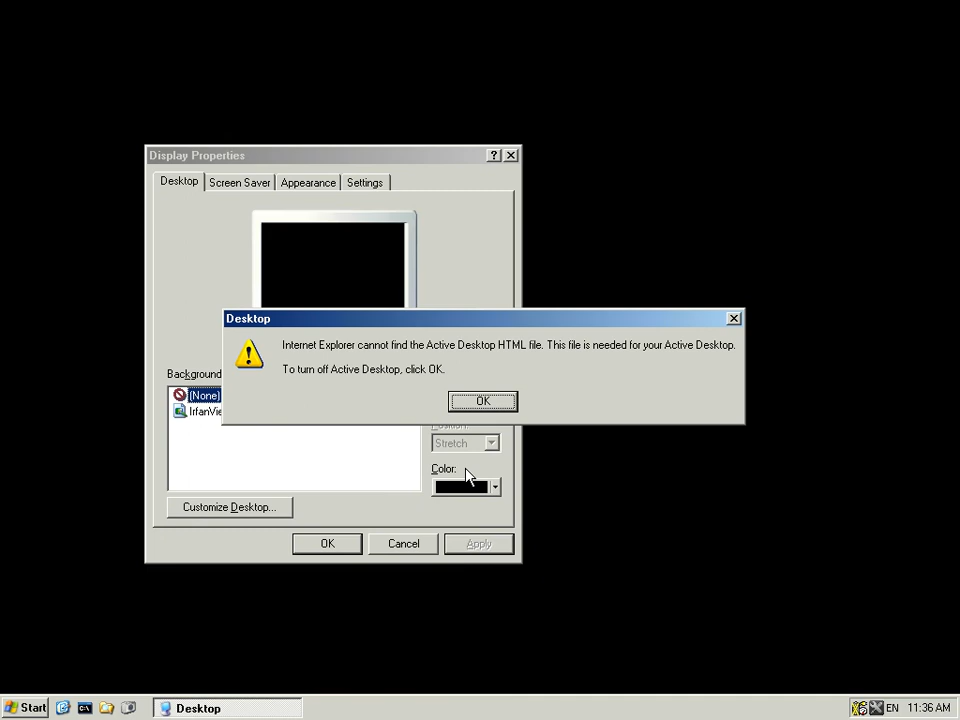 Display Properties
Desktop
Screen Saver
Appearance
Settings
Desktop
Internet Explorer cannot find the Active Desktop HTML file. This file is needed for your Active Desktop.
To turn off Active Desktop, click OK.
OK
Background
(None)
IrfanVie
Position:
Stretch
Color:
Customize Desktop...
OK
Cancel
Apply
Start
Desktop
EN
11:36 AM